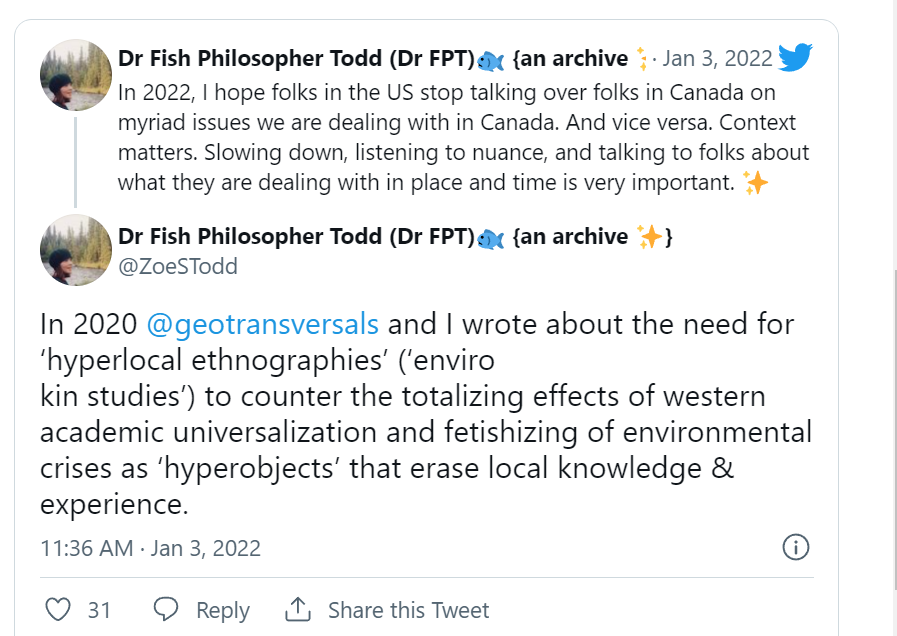 Dr Fish Philosopher Todd (Dr FPT)🐟 {an archive ✨ · Jan 3, 2022
In 2022, I hope folks in the US stop talking over folks in Canada on
myriad issues we are dealing with in Canada. And vice versa. Context
matters. Slowing down, listening to nuance, and talking to folks about
what they are dealing with in place and time is very important. ✨
Dr Fish Philosopher Todd (Dr FPT)🐟 {an archive ✨}
@ZoeSTodd
In 2020 @geotransversals and I wrote about the need for
‘hyperlocal ethnographies’ (‘enviro
kin studies’) to counter the totalizing effects of western
academic universalization and fetishizing of environmental
crises as ‘hyperobjects’ that erase local knowledge &
experience.
11:36 AM · Jan 3, 2022
31 Reply Share this Tweet